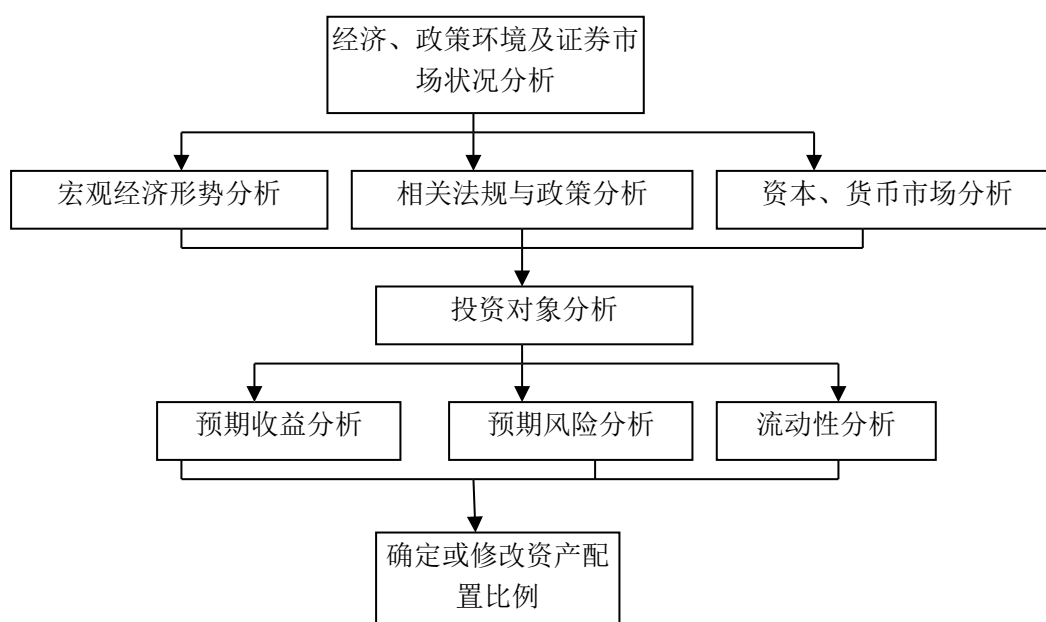 经济、政策环境及证券市
场状况分析
宏观经济形势分析
相关法规与政策分析
资本、货币市场分析
投资对象分析
预期收益分析
预期风险分析
流动性分析
确定或修改资产配
置比例